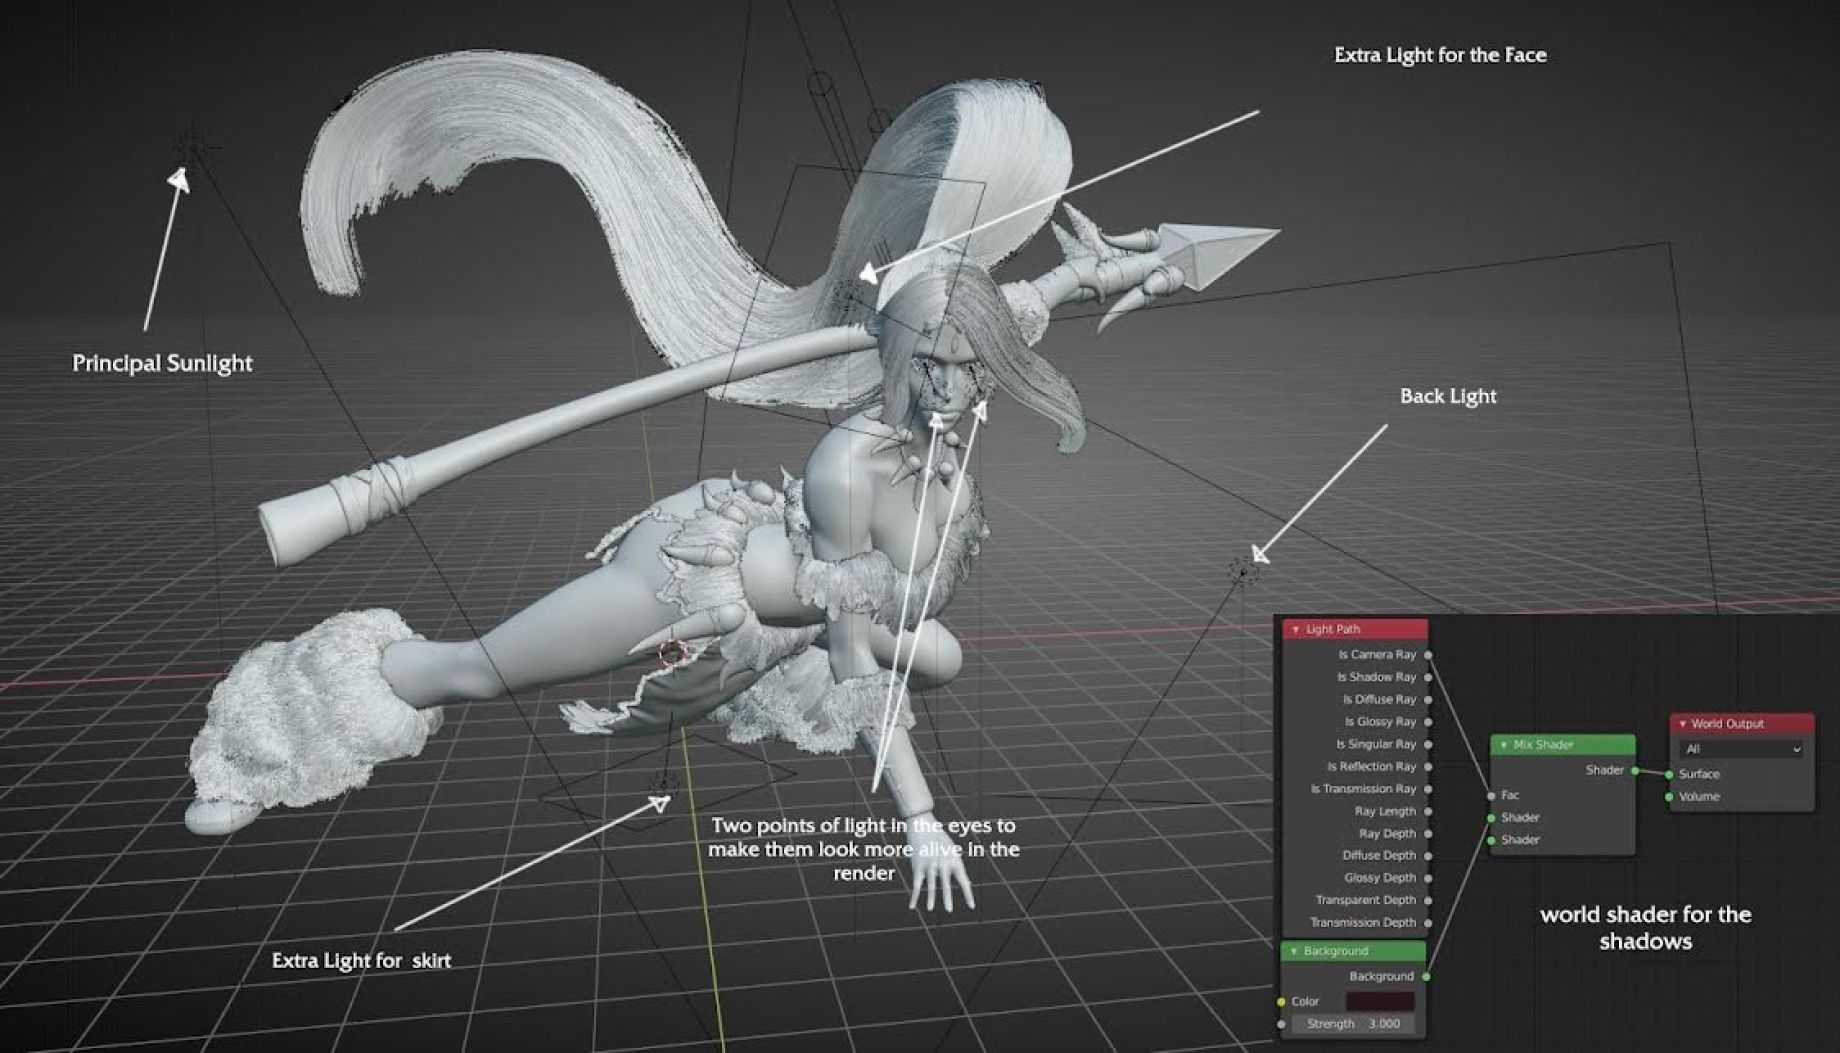 Extra Light for the Face
Principal Sunlight
Back Light
Two points of light in the eyes to
make them look more alive in the
render
Extra Light for  skirt
Light Path
Is Camera Ray
Is Shadow Ray
Is Diffuse Ray
Is Glossy Ray
Is Singular Ray
Is Reflection Ray
Is Transmission Ray
Ray Length
Ray Depth
Diffuse Depth
Glossy Depth
Transparent Depth
Transmission Depth
Background
Background
Color
Strength 3.000
Mix Shader
Shader
Fac
Shader
Shader
World Output
All
Surface
Volume
world shader for the
shadows